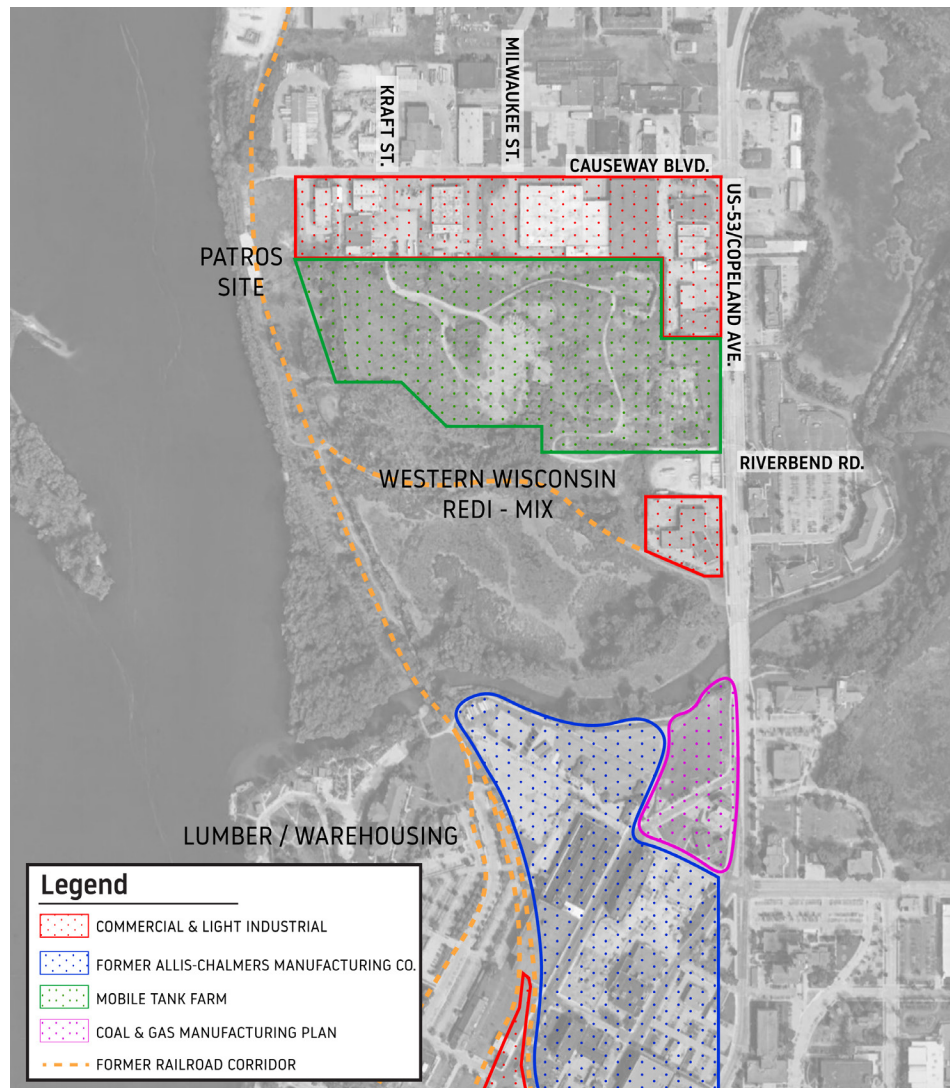 MILWAUKEE ST.
KRAFT ST.
CAUSEWAY BLVD.
US-53/COPELAND AVE.
PATROS
SITE
RIVERBEND RD.
WESTERN WISCONSIN
REDI - MIX
LUMBER / WAREHOUSING
Legend
COMMERCIAL & LIGHT INDUSTRIAL
FORMER ALLIS-CHALMERS MANUFACTURING CO.
MOBILE TANK FARM
COAL & GAS MANUFACTURING PLAN
FORMER RAILROAD CORRIDOR